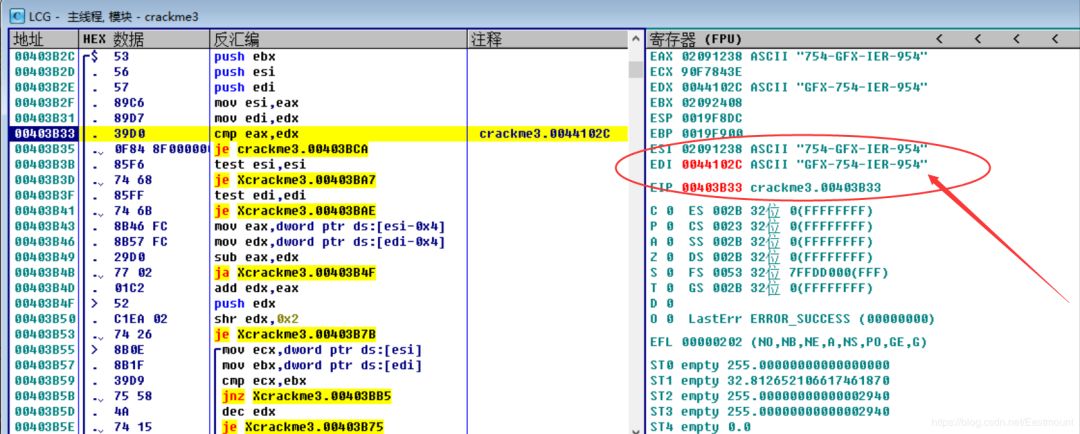 LCG - 主线程, 模块 - crackme3
地址 HEX 数据 反汇编 注释 寄存器 (FPU) < < < <
00403B2C $ 53 push ebx EAX 02091238 ASCII "754-GFX-IER-954"
00403B2D . 56 push esi ECX 90F7843E
00403B2E . 57 push edi EDX 0044102C ASCII "GFX-754-IER-954"
00403B2F . 89C6 mov esi,eax EBX 02092408
00403B31 . 89D7 mov edi,edx ESP 0019F8DC
00403B33 . 39D0 cmp eax,edx crackme3.0044102C EBP 0019F900
00403B35 .v 0F84 8F000000 je crackme3.00403BCA ESI 02091238 ASCII "754-GFX-IER-954"
00403B3B . 85F6 test esi,esi EDI 0044102C ASCII "GFX-754-IER-954"
00403B3D .v 74 68 je Xcrackme3.00403BA7
00403B3F . 85FF test edi,edi EIP 00403B33 crackme3.00403B33
00403B41 .v 74 6B je Xcrackme3.00403BAE C 0 ES 002B 32位 0(FFFFFFFF)
00403B43 . 8B46 FC mov eax,dword ptr ds:[esi-0x4] P 0 CS 0023 32位 0(FFFFFFFF)
00403B46 . 8B57 FC mov edx,dword ptr ds:[edi-0x4] A 0 SS 002B 32位 0(FFFFFFFF)
00403B49 . 29D0 sub eax,edx Z 0 DS 002B 32位 0(FFFFFFFF)
00403B4B .v 77 02 ja Xcrackme3.00403B4F S 0 FS 0053 32位 7FFDD000(FFF)
00403B4D . 01C2 add edx,eax T 0 GS 002B 32位 0(FFFFFFFF)
00403B4F > 52 push edx D 0
00403B50 . C1EA 02 shr edx,0x2 O 0 LastErr ERROR_SUCCESS (00000000)
00403B53 .v 74 26 je Xcrackme3.00403B7B EFL 00000202 (NO,NB,NE,A,NS,PO,GE,G)
00403B55 > 8B0E mov ecx,dword ptr ds:[esi]
00403B57 . 8B1F mov ebx,dword ptr ds:[edi] ST0 empty 255.00000000000000000
00403B59 . 39D9 cmp ecx,ebx ST1 empty 32.812652106617461870
00403B5B .v 75 58 jnz Xcrackme3.00403BB5 ST2 empty 255.00000000000002940
00403B5D . 4A dec edx ST3 empty 255.00000000000002940
00403B5E .v 74 15 je Xcrackme3.00403B75 ST4 empty 0.0
https://blog.csdn.net/Eastmount